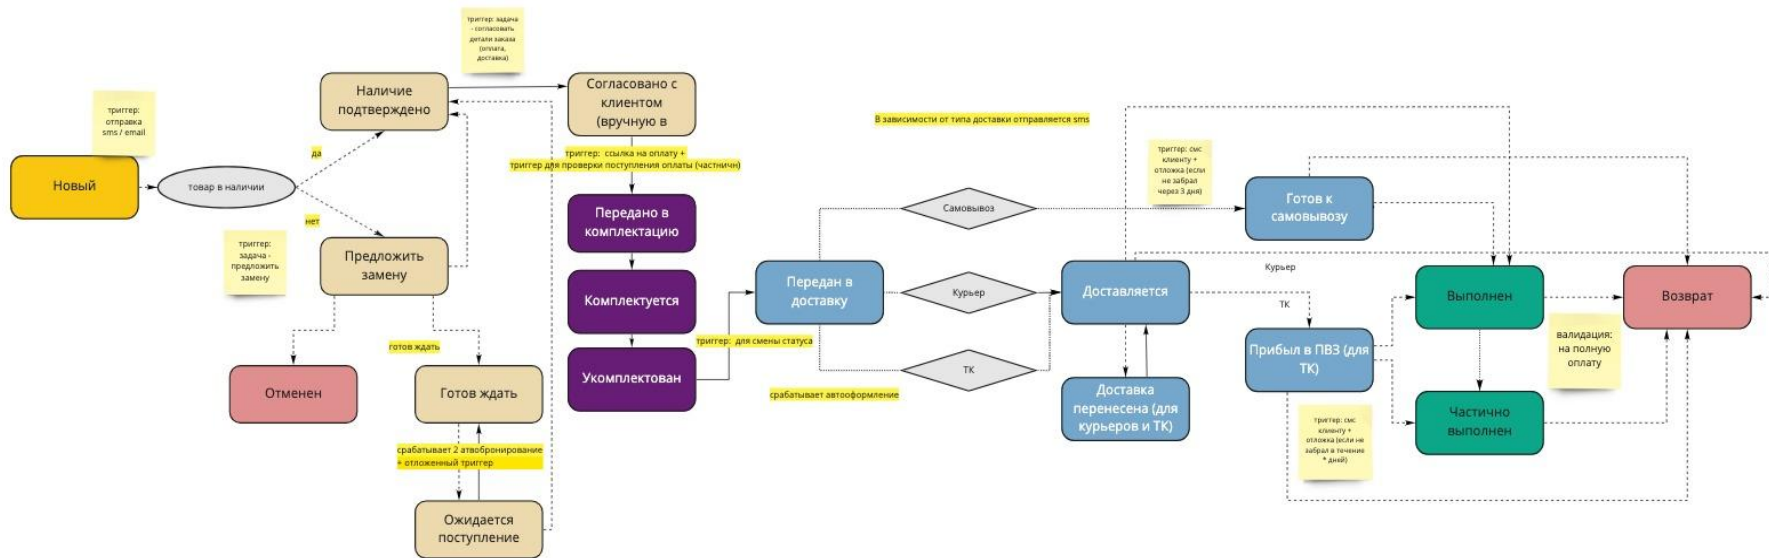 триггер: задача
- согласовать
детали заказа
(оплата,
доставка)
триггер:
отправка
sms / email
Наличие
подтверждено
Согласовано с
клиентом
(вручную в
В зависимости от типа доставки отправляется sms
да
триггер: ссылка на оплату +
триггер для проверки поступления оплаты (частичн)
триггер: смс
клиенту +
отложка (если
не забрал
через 3 дня)
Новый
товар в наличии
нет
Передано в
комплектацию
Самовывоз
Готов к
самовывозу
триггер:
задача -
предложить
замену
Предложить
замену
Комплектуется
Передан в
доставку
Курьер
Доставляется
Курьер
ТК
Выполнен
Возврат
готов ждать
триггер: для смены статуса
Прибыл в ПВЗ (для
ТК)
валидация:
на полную
оплату
Отменен
Готов ждать
Укомплектован
ТК
срабатывает автооформление
Доставка
перенесена (для
курьеров и ТК)
Частично
выполнен
триггер: смс
клиенту +
отложка (если не
забрал в течение
* дней)
срабатывает 2 атвобронирование
+ отложенный триггер
Ожидается
поступление